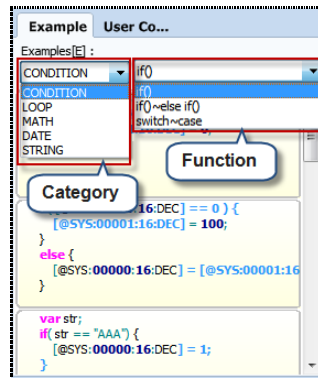 Example User Co...
Examples[E] :
CONDITION if()
CONDITION if()
LOOP if()~else if()
MATH switch~case
DATE
STRING
Function
Category
:16:DEC] == 0 ) {
[@SYS:00001:16:DEC] = 100;
}
else {
[@SYS:00000:16:DEC] = [@SYS:00001:16
}
var str;
if( str == "AAA") {
[@SYS:00000:16:DEC] = 1;
}